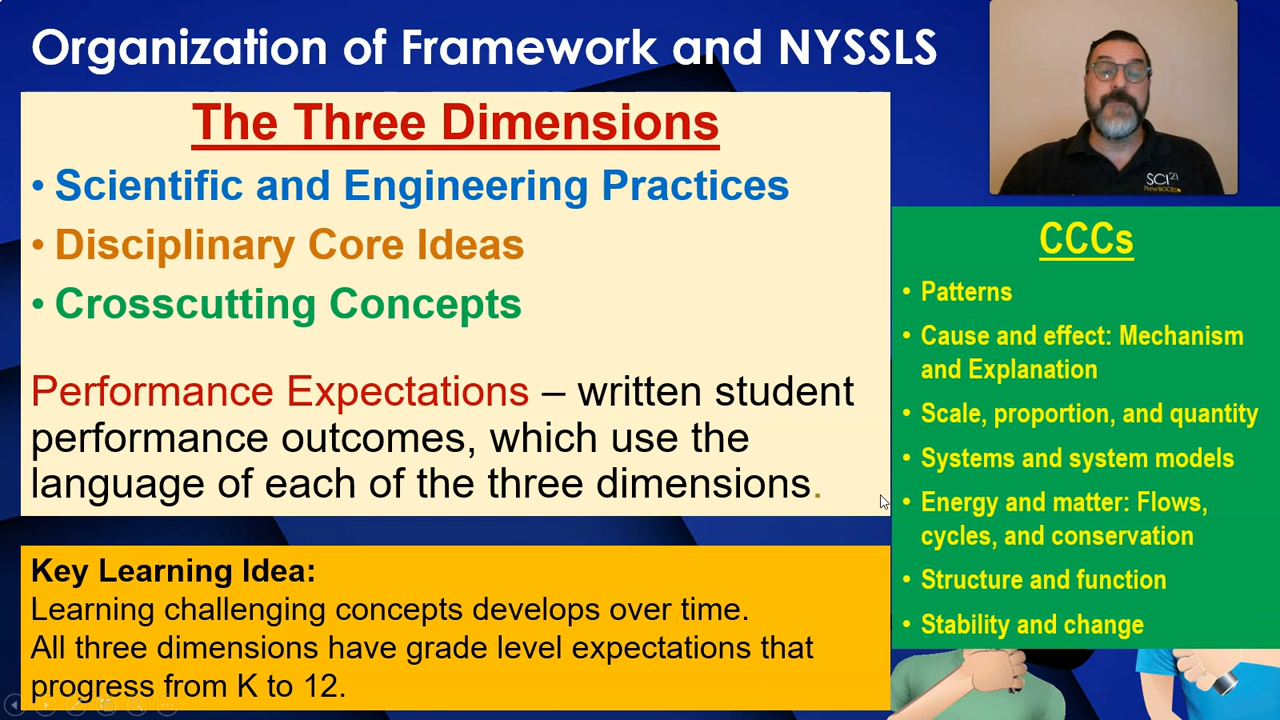 Organization of Framework and NYSSLS
The Three Dimensions
• Scientific and Engineering Practices
• Disciplinary Core Ideas
• Crosscutting Concepts
Performance Expectations – written student
performance outcomes, which use the
language of each of the three dimensions.
Key Learning Idea:
Learning challenging concepts develops over time.
All three dimensions have grade level expectations that
progress from K to 12.
SCI21
PNWBOCES
CCCs
• Patterns
• Cause and effect: Mechanism
and Explanation
• Scale, proportion, and quantity
• Systems and system models
• Energy and matter: Flows,
cycles, and conservation
• Structure and function
• Stability and change